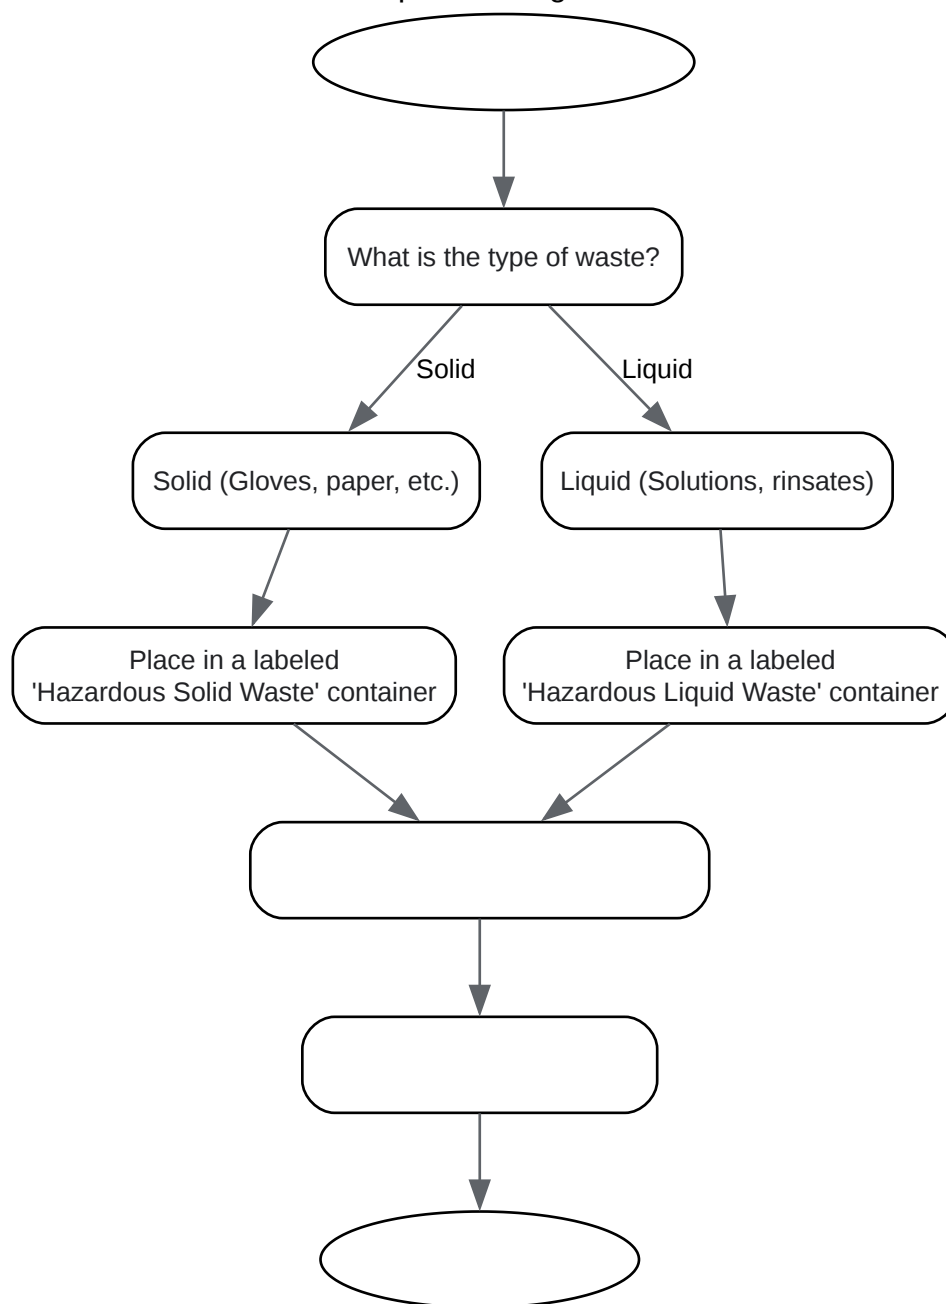 What is the type of waste?
Solid
Liquid
Solid (Gloves, paper, etc.)
Liquid (Solutions, rinsates)
Place in a labeled
'Hazardous Solid Waste' container
Place in a labeled
'Hazardous Liquid Waste' container